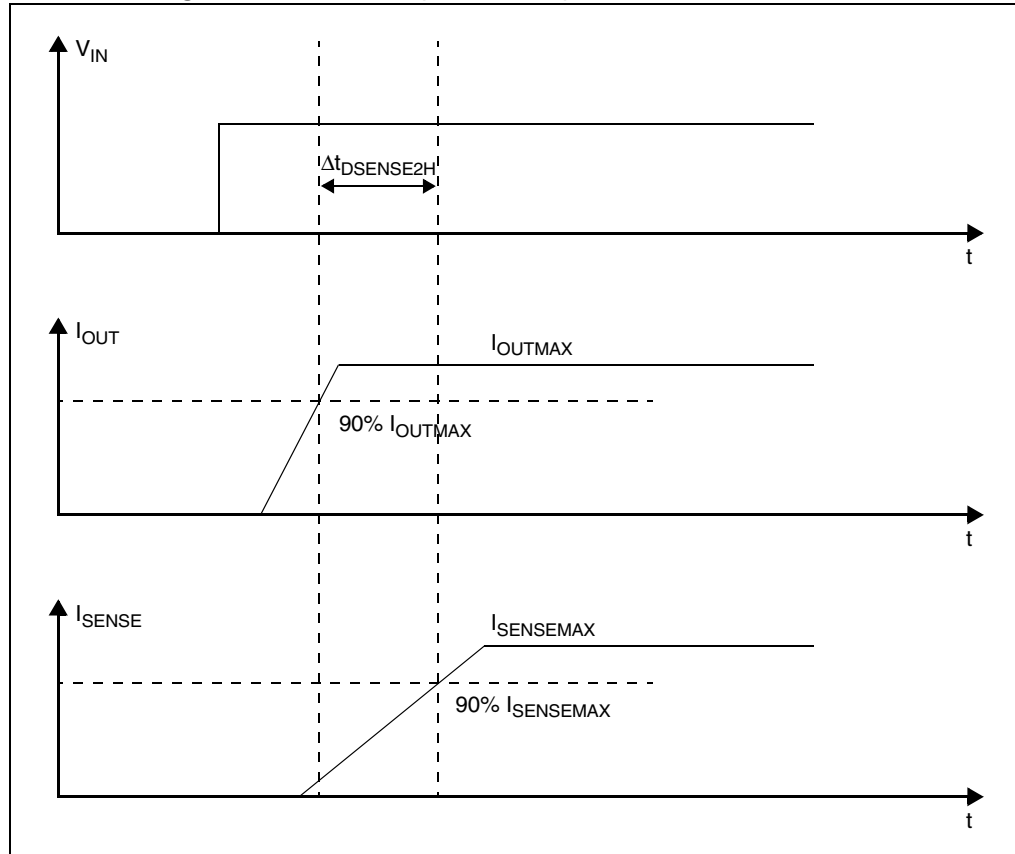 VIN
ΔtDSENSE2H
t
IOUT
IOUTMAX
90% IOUTMAX
t
ISENSE
ISENSEMAX
90% ISENSEMAX
t